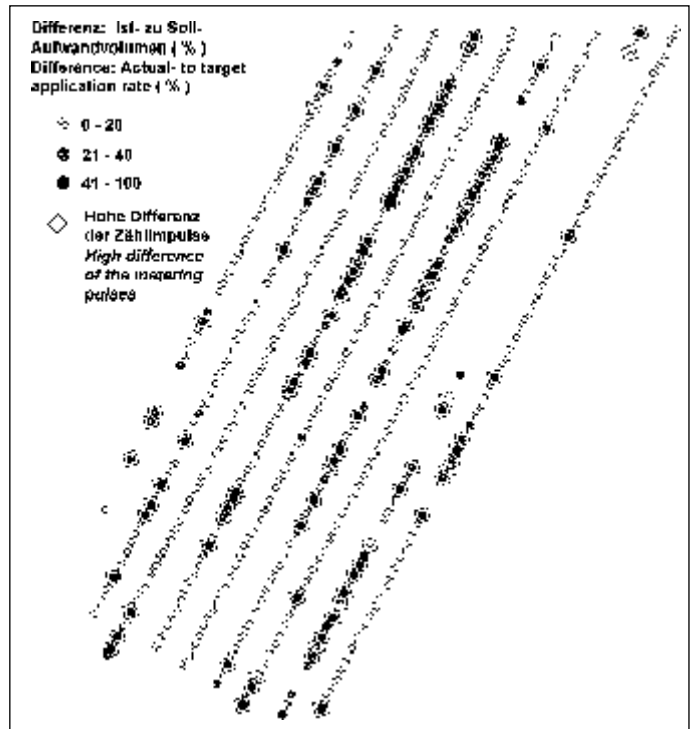 Differenz: Ist- zu Soll-
Aufwandvolumen ( % )
Difference: Actual- to target
application rate ( % )
0 - 20
21 - 40
41 - 100
Hohe Differenz
der Zählimpulse
High difference
of the metering
pulses